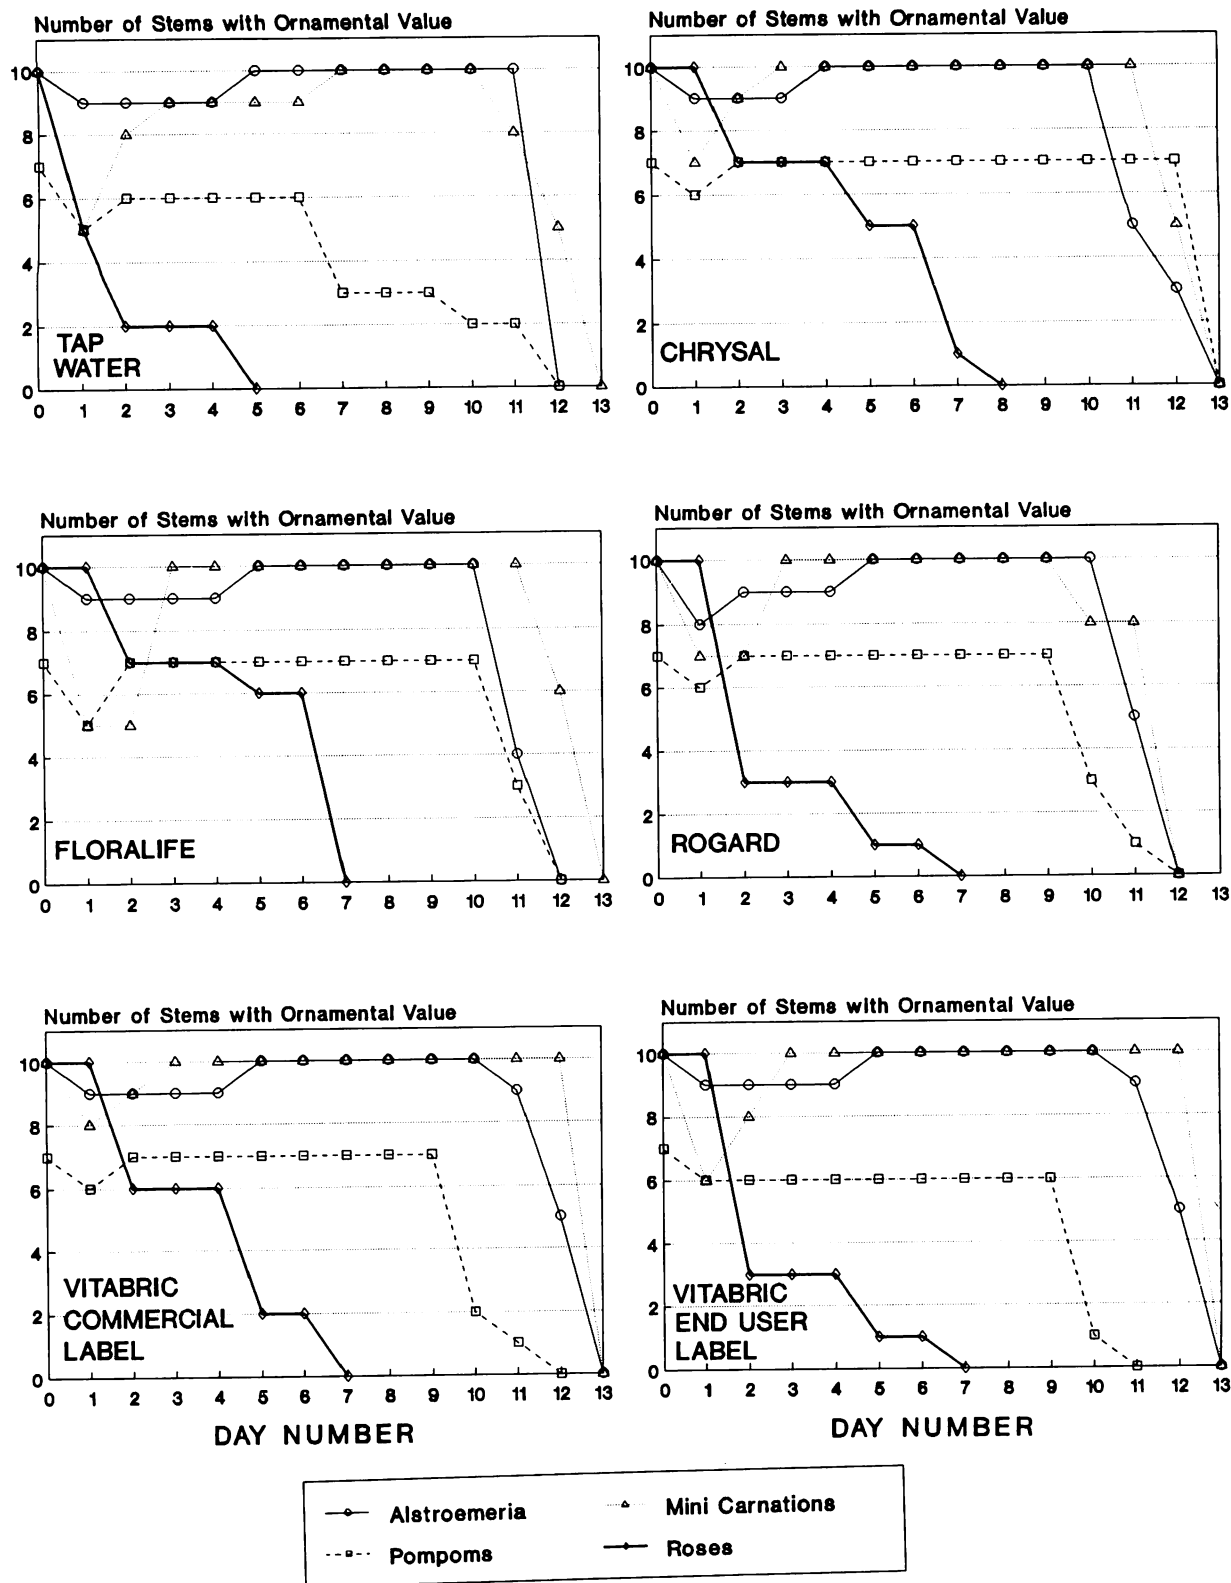 Number of Stems with Ornamental Value
10
8
6
4
2
0
TAP
WATER
0 1 2 3 4 5 6 7 8 9 10 11 12 13
Number of Stems with Ornamental Value
10
8
6
4
2
0
CHRYSAL
0 1 2 3 4 5 6 7 8 9 10 11 12 13
Number of Stems with Ornamental Value
10
8
6
4
2
0
FLORALIFE
0 1 2 3 4 5 6 7 8 9 10 11 12 13
Number of Stems with Ornamental Value
10
8
6
4
2
0
ROGARD
0 1 2 3 4 5 6 7 8 9 10 11 12 13
Number of Stems with Ornamental Value
10
8
6
4
2
0
VITABRIC
COMMERCIAL
LABEL
0 1 2 3 4 5 6 7 8 9 10 11 12 13
DAY NUMBER
Number of Stems with Ornamental Value
10
8
6
4
2
0
VITABRIC
END USER
LABEL
0 1 2 3 4 5 6 7 8 9 10 11 12 13
DAY NUMBER
Alstroemeria
Mini Carnations
Pompoms
Roses